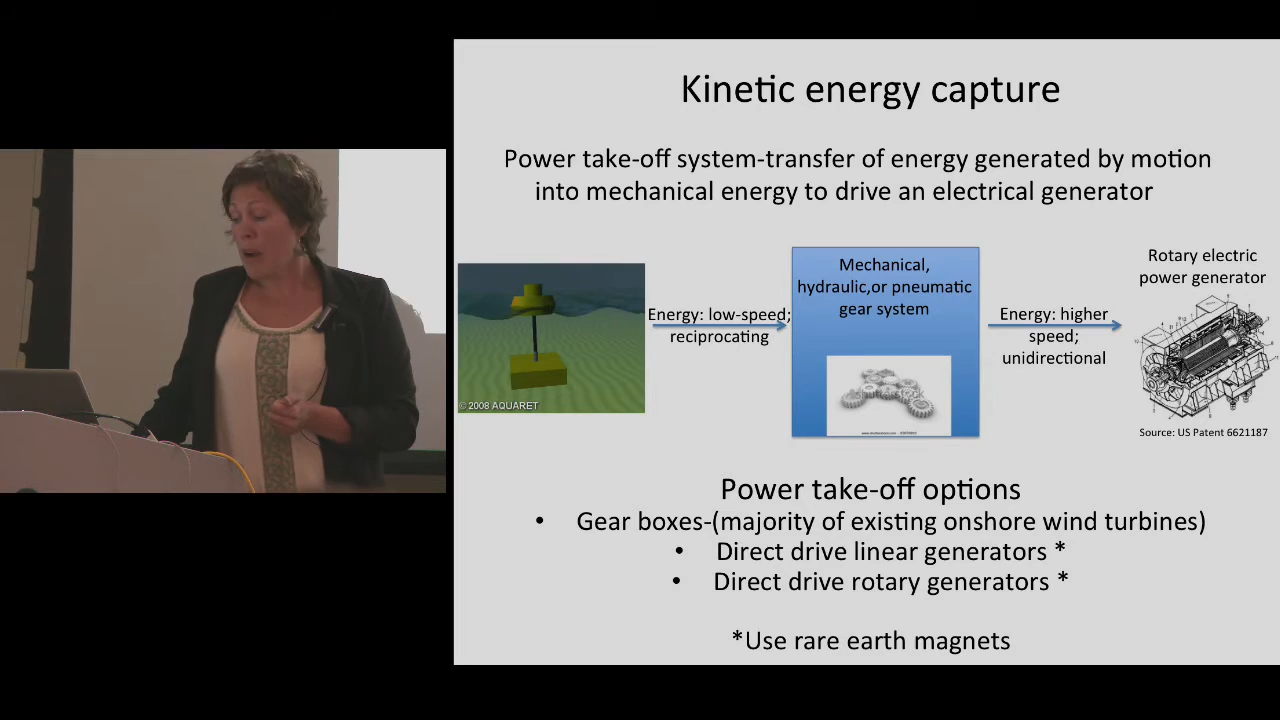 Kinetic energy capture
Power take-off system-transfer of energy generated by motion
into mechanical energy to drive an electrical generator
© 2008 AQUARET
Energy: low-speed;
reciprocating
Mechanical,
hydraulic,or pneumatic
gear system
Energy: higher
speed;
unidirectional
Rotary electric
power generator
Source: US Patent 6621187
Power take-off options
• Gear boxes-(majority of existing onshore wind turbines)
• Direct drive linear generators *
• Direct drive rotary generators *
*Use rare earth magnets